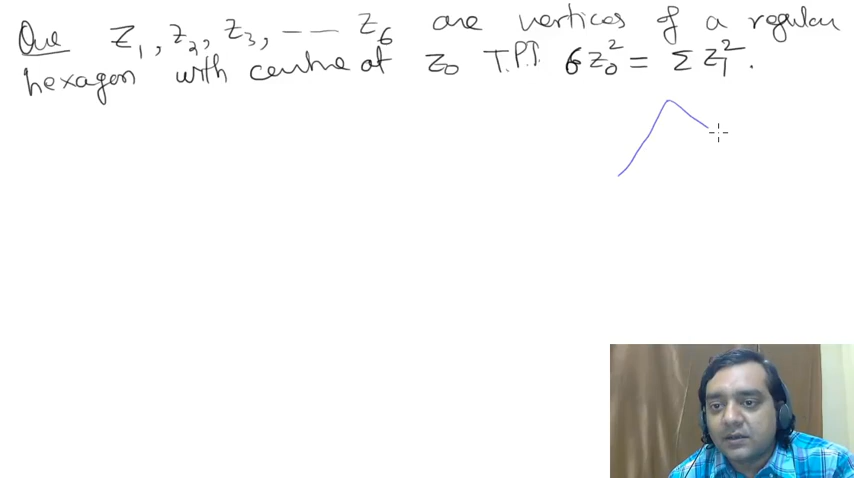 Que Z1, Z2, Z3, -- -- Z6 are vertices of a regular
hexagon with centre at z0 T.P.T. 6z0² = Σ Z1².